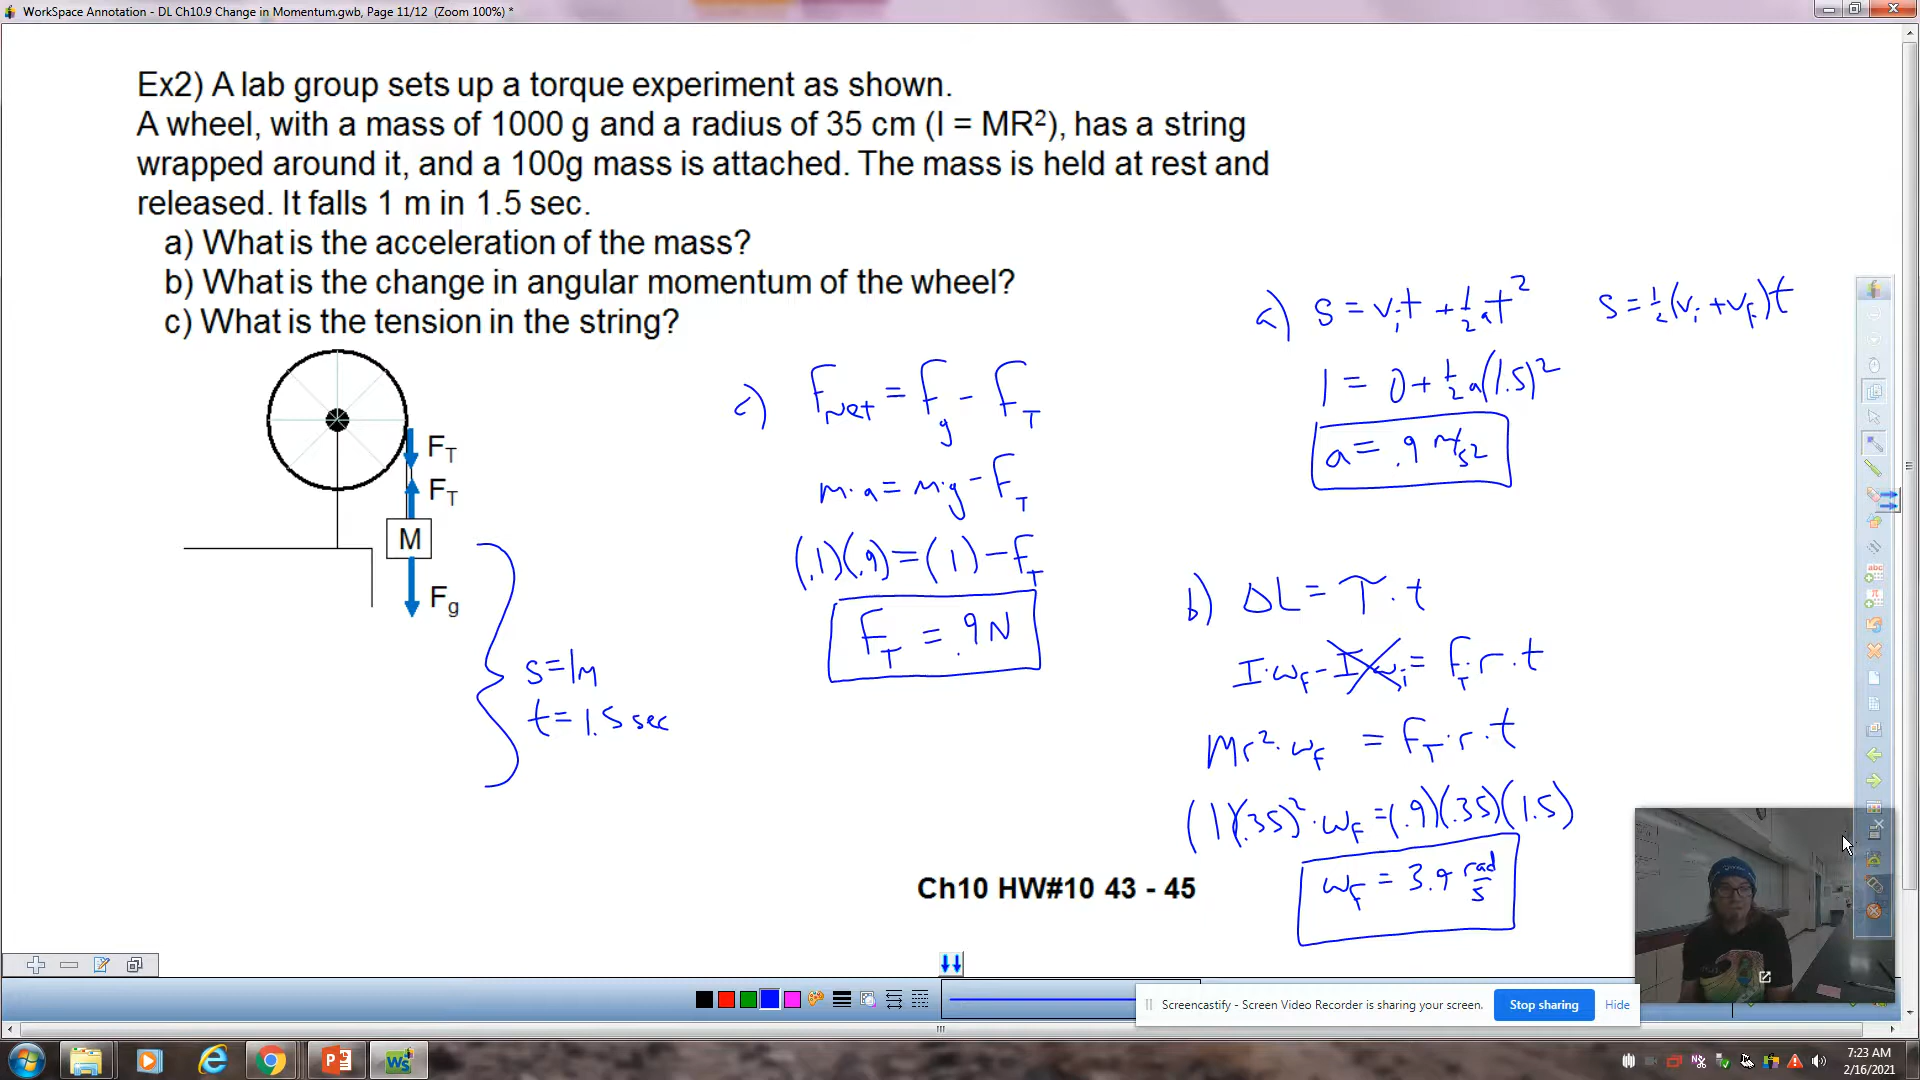 WorkSpace Annotation - DL Ch10.9 Change in Momentum.gwb, Page 11/12 (Zoom 100%) *
Ex2) A lab group sets up a torque experiment as shown.
A wheel, with a mass of 1000 g and a radius of 35 cm (I = MR²), has a string
wrapped around it, and a 100g mass is attached. The mass is held at rest and
released. It falls 1 m in 1.5 sec.
a) What is the acceleration of the mass?
b) What is the change in angular momentum of the wheel?
c) What is the tension in the string?
F_T
F_T
M
F_g
s = 1m
t = 1.5 sec
c) F_Net = F_g - F_T
m·a = m·g - F_T
(.1)(.9) = (1) - F_T
F_T = .9 N
a) s = v_i t + 1/2 a t²
s = 1/2 (v_i + v_f) t
1 = 0 + 1/2 a (1.5)²
a = .9 m/s²
b) ΔL = τ · t
I·ω_f - I·ω_i = F_T·r·t
Mr²·ω_f = F_T·r·t
(1)(.35)²·ω_f = (.9)(.35)(1.5)
ω_f = 3.9 rad/s
Ch10 HW#10 43 - 45
Screencastify - Screen Video Recorder is sharing your screen.
Stop sharing
Hide
7:23 AM
2/16/2021